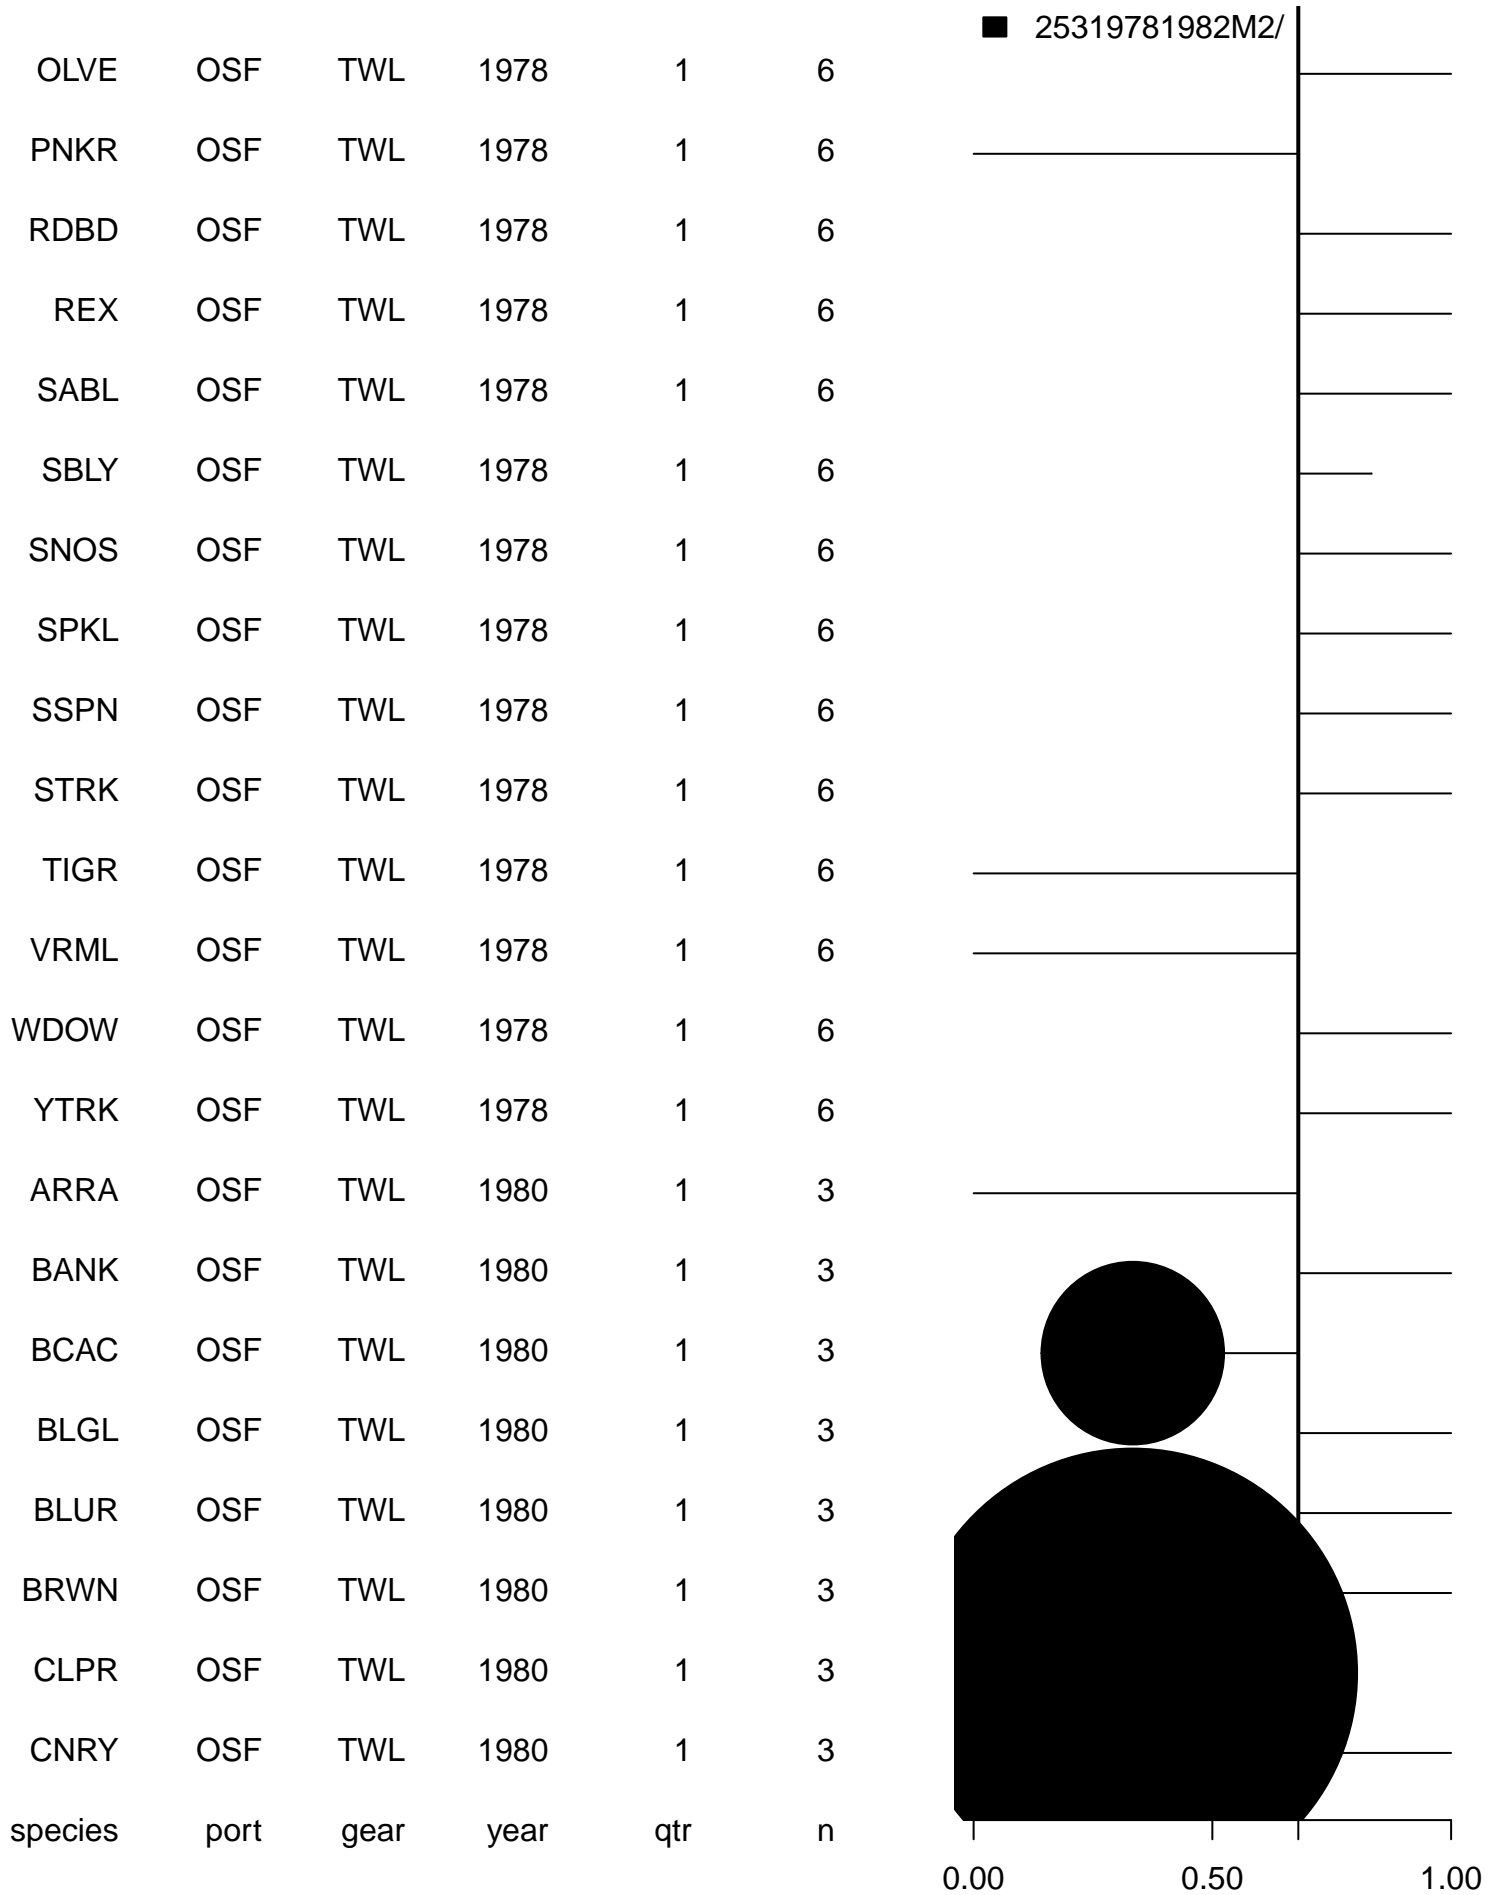 25319781982M2/
OLVE OSF TWL 1978 1 6
PNKR OSF TWL 1978 1 6
RDBD OSF TWL 1978 1 6
REX OSF TWL 1978 1 6
SABL OSF TWL 1978 1 6
SBLY OSF TWL 1978 1 6
SNOS OSF TWL 1978 1 6
SPKL OSF TWL 1978 1 6
SSPN OSF TWL 1978 1 6
STRK OSF TWL 1978 1 6
TIGR OSF TWL 1978 1 6
VRML OSF TWL 1978 1 6
WDOW OSF TWL 1978 1 6
YTRK OSF TWL 1978 1 6
ARRA OSF TWL 1980 1 3
BANK OSF TWL 1980 1 3
BCAC OSF TWL 1980 1 3
BLGL OSF TWL 1980 1 3
BLUR OSF TWL 1980 1 3
BRWN OSF TWL 1980 1 3
CLPR OSF TWL 1980 1 3
CNRY OSF TWL 1980 1 3
species port gear year qtr n
0.00 0.50 1.00